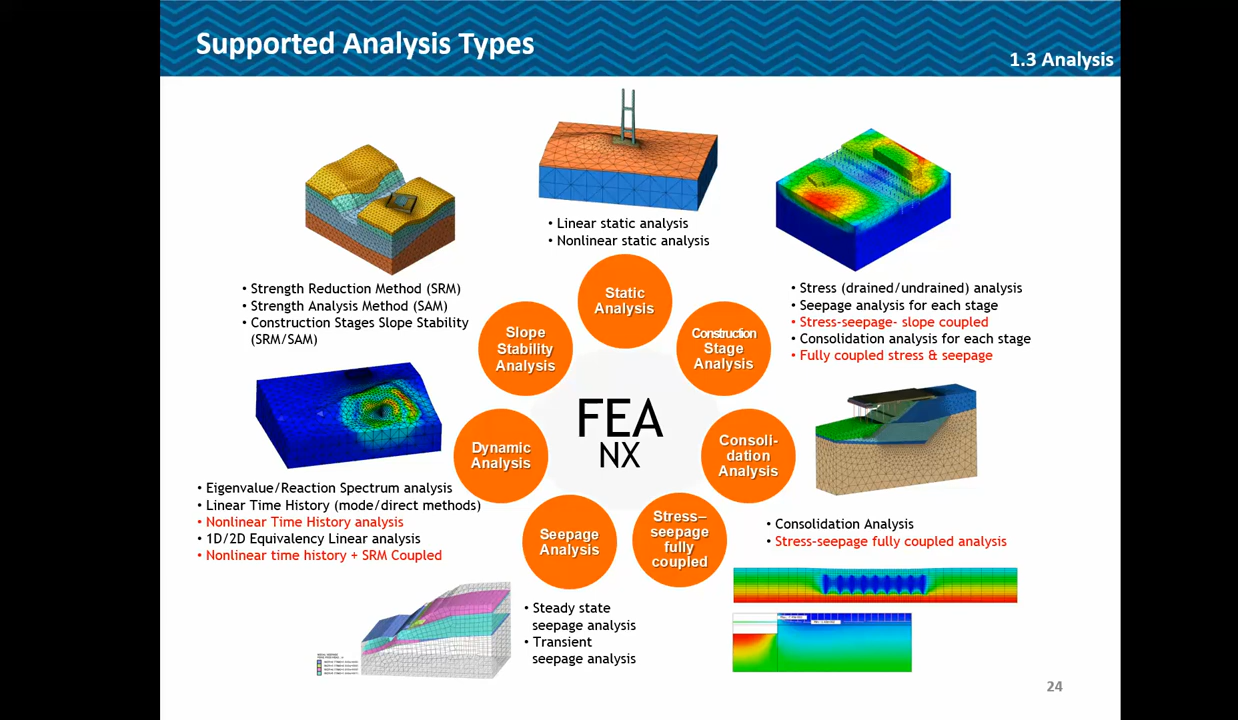 Supported Analysis Types
1.3 Analysis
• Linear static analysis
• Nonlinear static analysis
• Strength Reduction Method (SRM)
• Strength Analysis Method (SAM)
• Construction Stages Slope Stability
(SRM/SAM)
• Stress (drained/undrained) analysis
• Seepage analysis for each stage
• Stress-seepage- slope coupled
• Consolidation analysis for each stage
• Fully coupled stress & seepage
Static
Analysis
Slope
Stability
Analysis
Construction
Stage
Analysis
FEA
NX
Dynamic
Analysis
Consoli-
dation
Analysis
Seepage
Analysis
Stress–
seepage
fully
coupled
• Eigenvalue/Reaction Spectrum analysis
• Linear Time History (mode/direct methods)
• Nonlinear Time History analysis
• 1D/2D Equivalency Linear analysis
• Nonlinear time history + SRM Coupled
• Consolidation Analysis
• Stress-seepage fully coupled analysis
• Steady state
seepage analysis
• Transient
seepage analysis
24